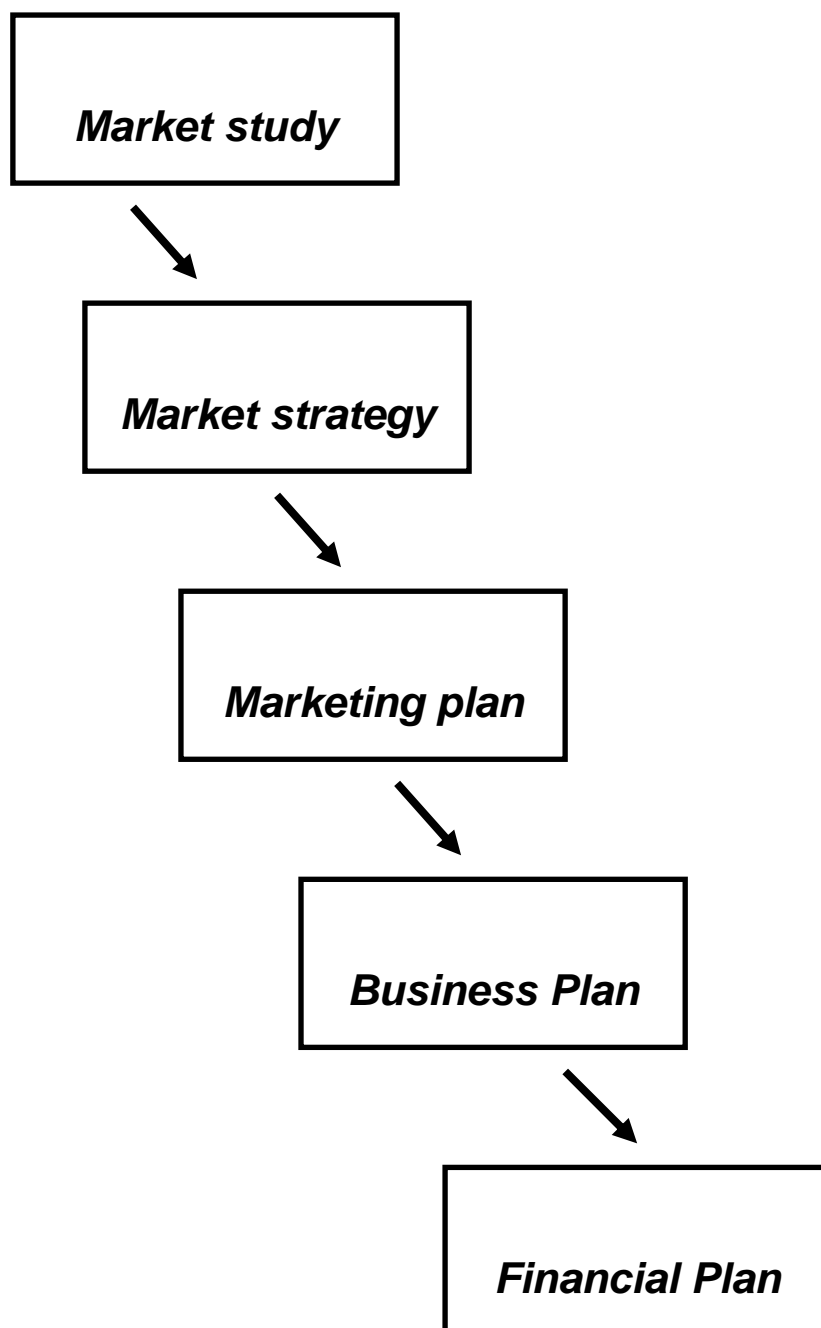 Market study
Market strategy
Marketing plan
Business Plan
Financial Plan